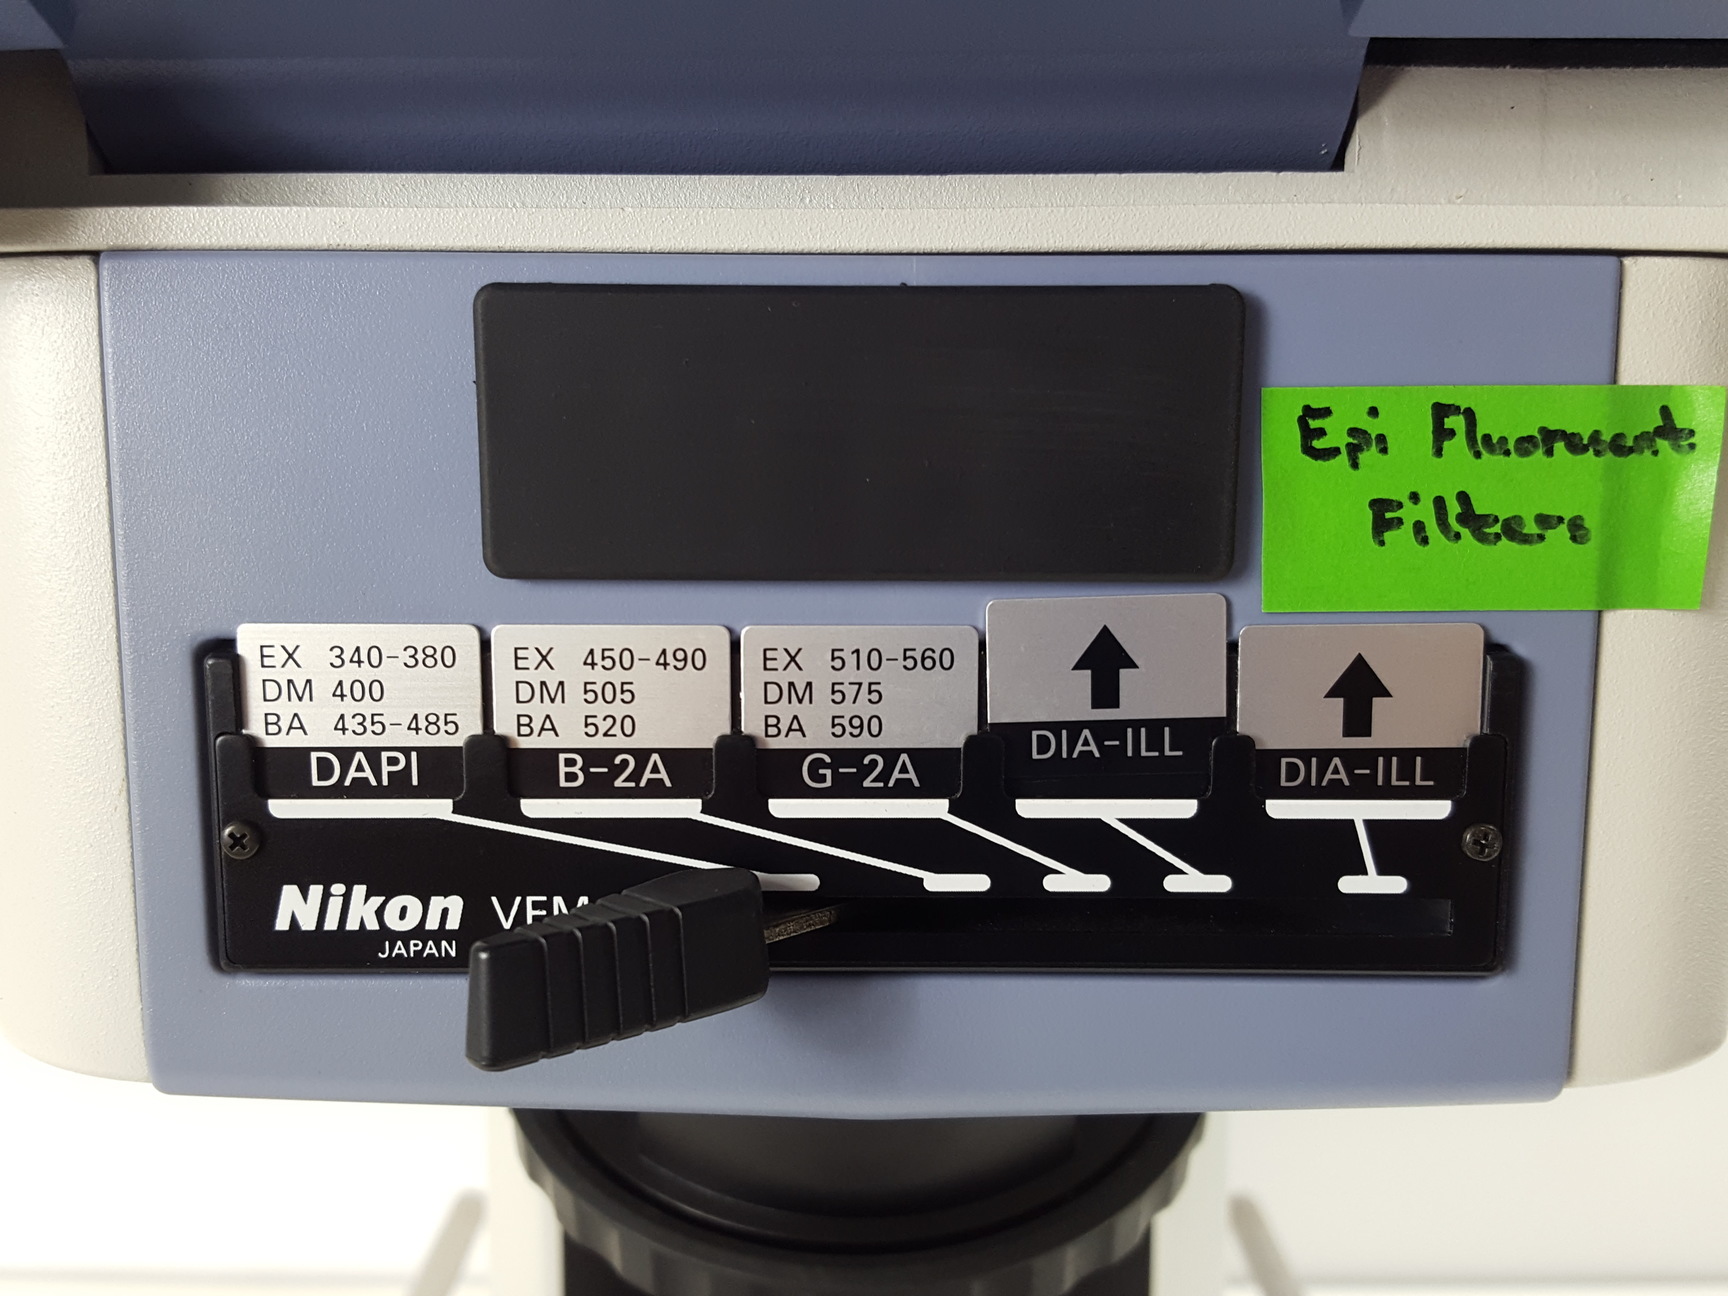 Epi Fluorescent
Filters
EX 340-380
DM 400
BA 435-485
DAPI
EX 450-490
DM 505
BA 520
B-2A
EX 510-560
DM 575
BA 590
G-2A
DIA-ILL
DIA-ILL
Nikon
JAPAN